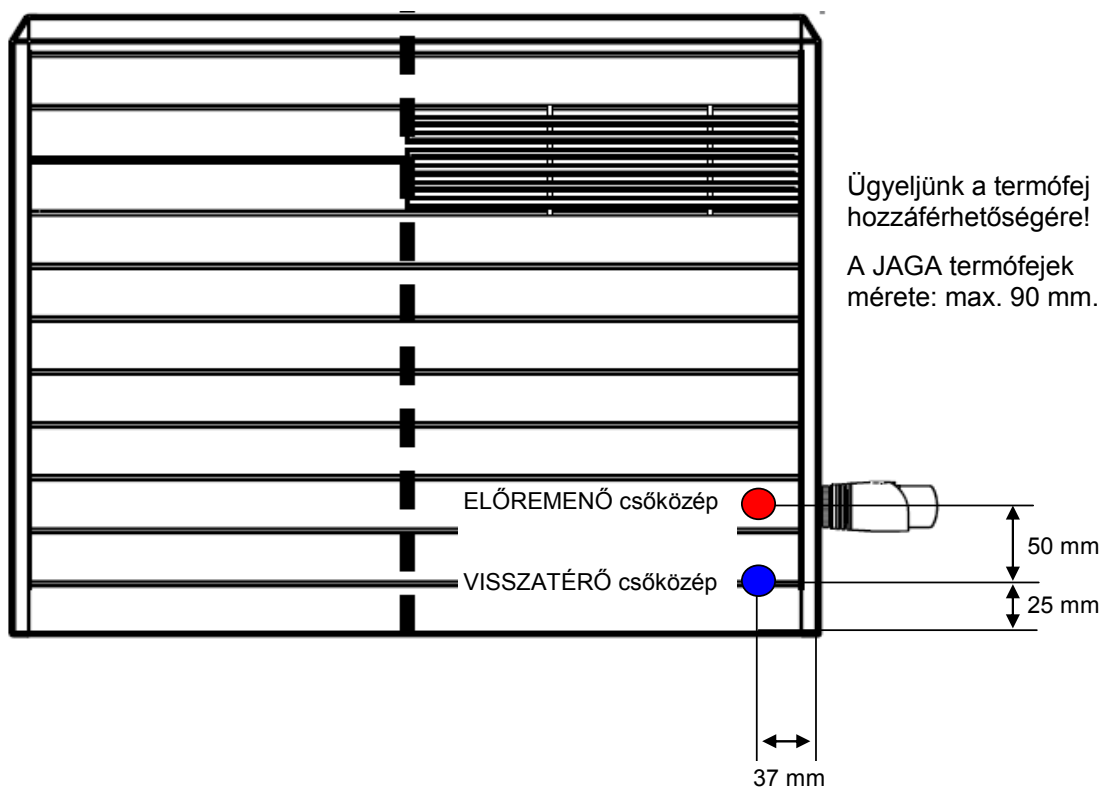 Ügyeljünk a termófej
hozzáférhetőségére!
A JAGA termófejek
mérete: max. 90 mm.
ELŐREMENŐ csőközép
50 mm
VISSZATÉRŐ csőközép
25 mm
37 mm